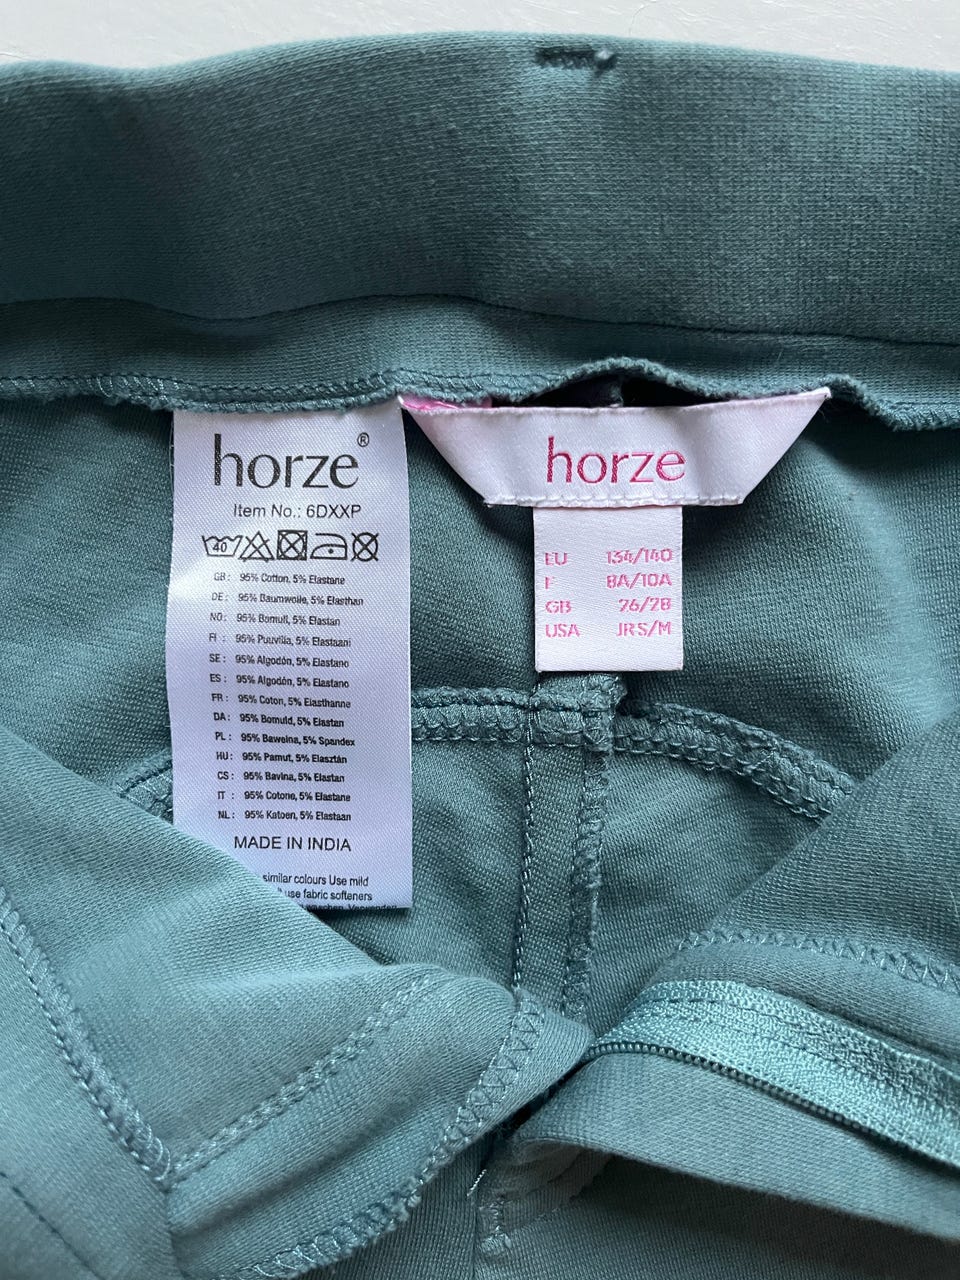 horze®
Item No.: 6DXXP
40
GB: 95% Cotton, 5% Elastane
DE: 95% Baumwolle, 5% Elasthan
NO: 95% Bomull, 5% Elastan
FI: 95% Puuvilla, 5% Elastaani
SE: 95% Algodón, 5% Elastano
ES: 95% Algodón, 5% Elastano
FR: 95% Coton, 5% Elasthanne
DA: 95% Bomuld, 5% Elastan
PL: 95% Bawelna, 5% Spandex
HU: 95% Pamut, 5% Elasztán
CS: 95% Bavlna, 5% Elastan
IT : 95% Cotone, 5% Elastane
NL: 95% Katoen, 5% Elastaan
MADE IN INDIA
similar colours Use mild
use fabric softeners
horze
EU 134/140
F 8A/10A
GB 26/28
USA JRS/M